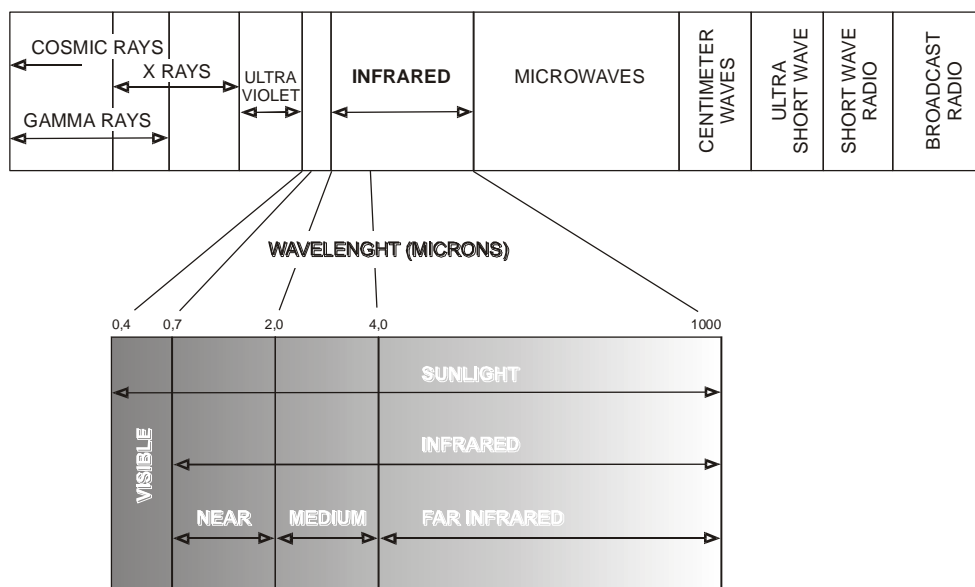 COSMIC RAYS
X RAYS
GAMMA RAYS
ULTRA
VIOLET
INFRARED
MICROWAVES
CENTIMETER
WAVES
ULTRA
SHORT WAVE
SHORT WAVE
RADIO
BROADCAST
RADIO
WAVELENGHT (MICRONS)
0,4 0,7 2,0 4,0 1000
SUNLIGHT
VISIBLE
INFRARED
NEAR MEDIUM FAR INFRARED